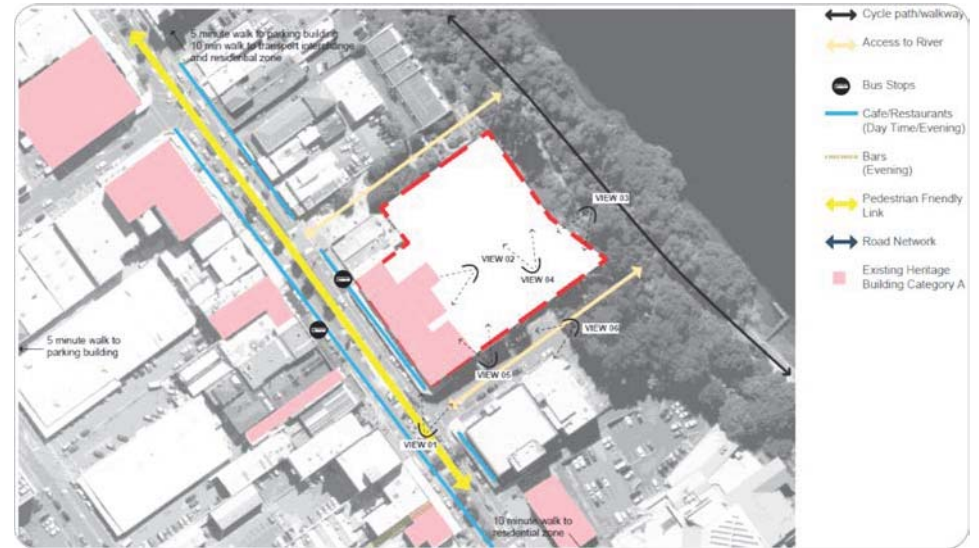 5 minute walk to parking building
10 min walk to transport interchange
and residential zone
VIEW 03
VIEW 02
VIEW 04
VIEW 06
5 minute walk to
parking building
VIEW 05
VIEW 01
10 minute walk to
residential zone
Cycle path/walkway
Access to River
Bus Stops
Cafe/Restaurants
(Day Time/Evening)
Bars
(Evening)
Pedestrian Friendly
Link
Road Network
Existing Heritage
Building Category A